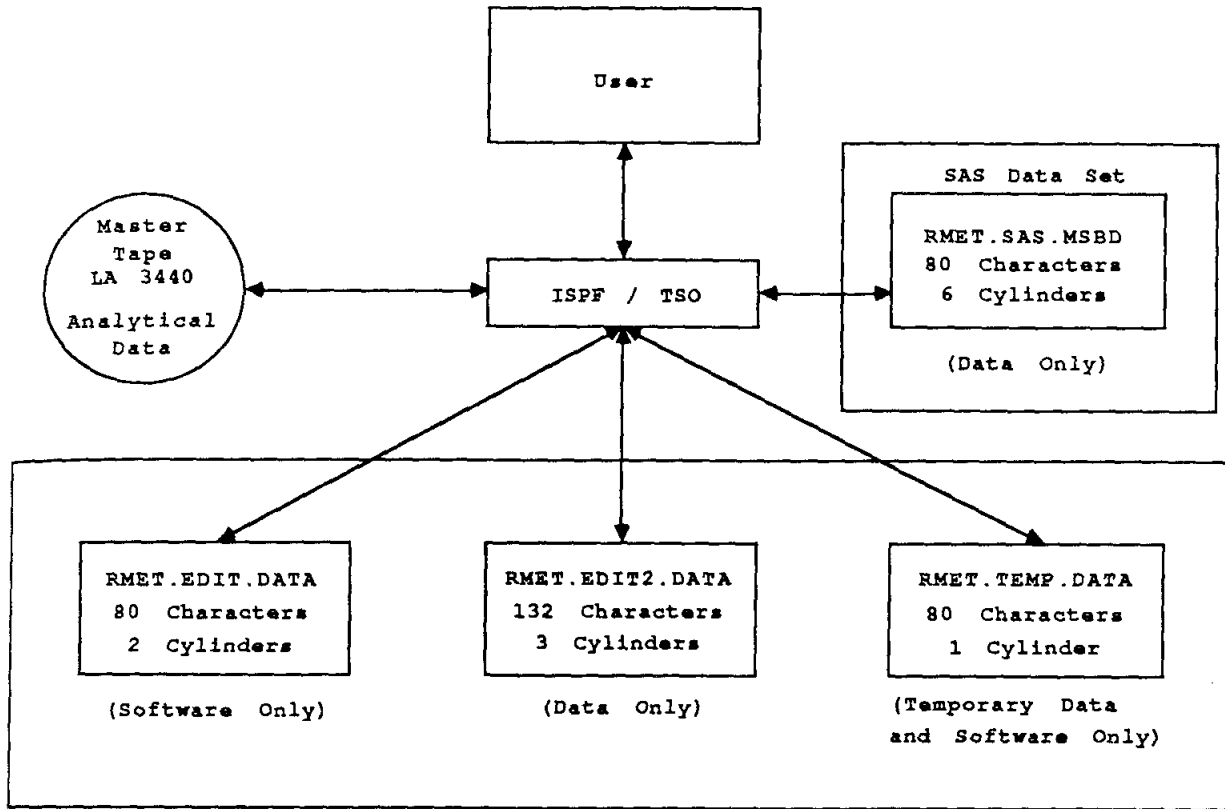 User
Master
Tape
LA 3440
Analytical
Data
ISPF / TSO
SAS Data Set
RMET.SAS.MSBD
80 Characters
6 Cylinders
(Data Only)
RMET.EDIT.DATA
80 Characters
2 Cylinders
(Software Only)
RMET.EDIT2.DATA
132 Characters
3 Cylinders
(Data Only)
RMET.TEMP.DATA
80 Characters
1 Cylinder
(Temporary Data
and Software Only)